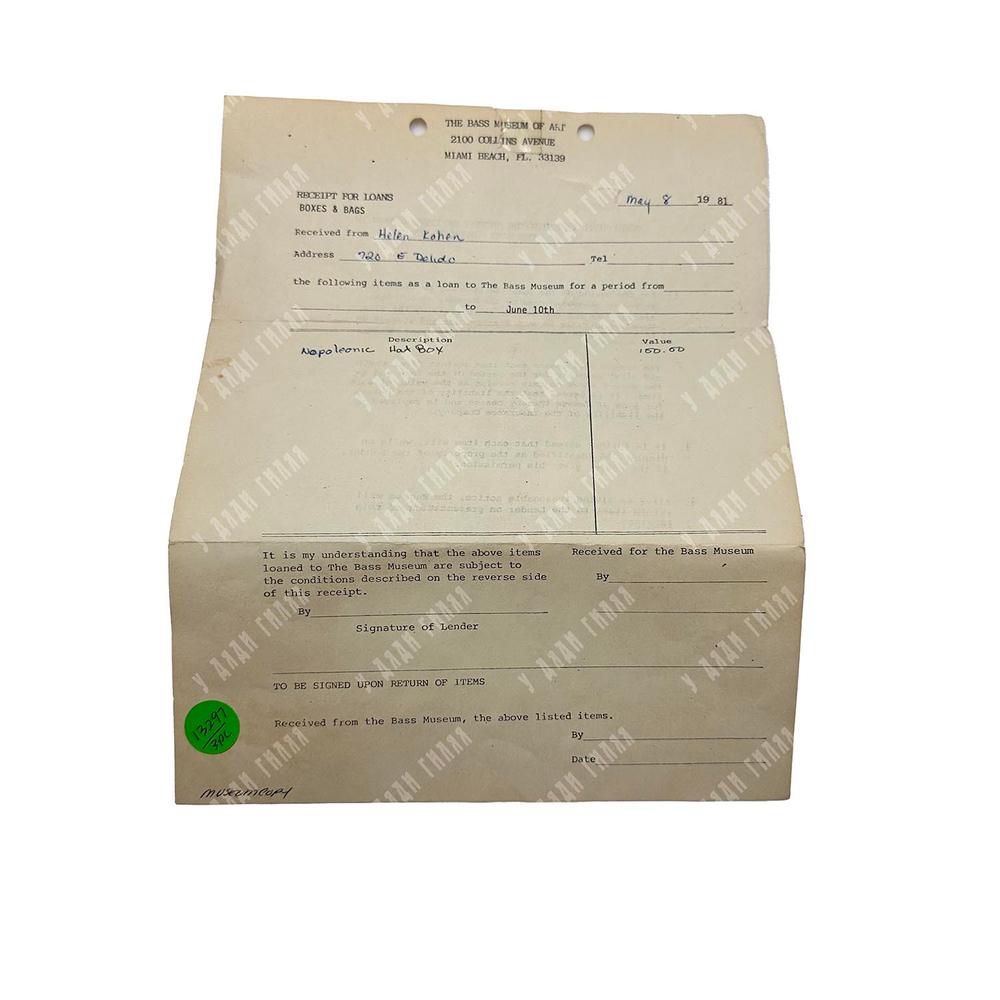 THE BASS MUSEUM OF ART
2100 COLLINS AVENUE
MIAMI BEACH, FL. 33139
RECEIPT FOR LOANS
BOXES & BAGS
May 8 19 81
Received from Helen Kohen
Address 720 E Tel
the following items as a loan to The Bass Museum for a period from
to June 10th
Description Value
Napoleonic Hat Box 150.00
It is my understanding that the above items
loaned to The Bass Museum are subject to
the conditions described on the reverse side
of this receipt.
By
Signature of Lender
Received for the Bass Museum
By
TO BE SIGNED UPON RETURN OF ITEMS
Received from the Bass Museum, the above listed items.
By
Date
13297
3PC
MUSEUM COPY
У ДЯДИ ГИЛЯЯ